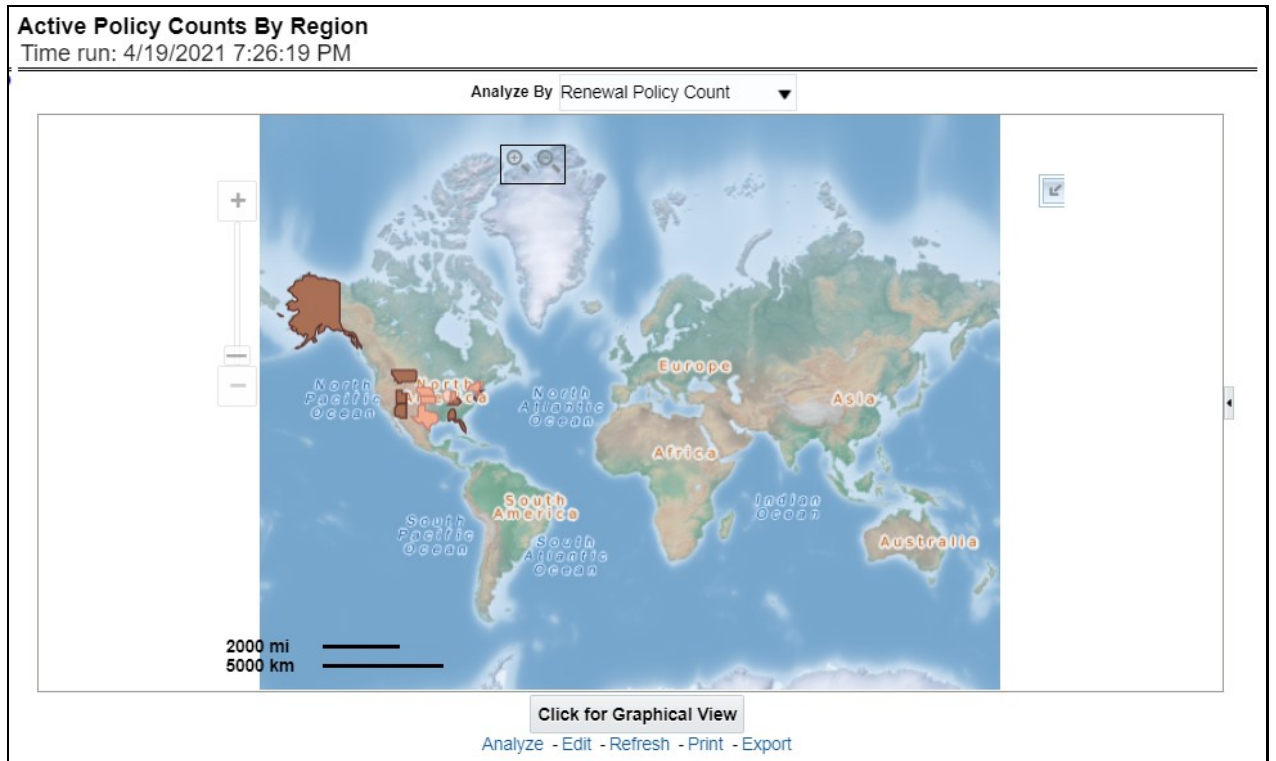 Active Policy Counts By Region
Time run: 4/19/2021 7:26:19 PM
Analyze By Renewal Policy Count
North
Pacific
Ocean
North
America
North
Atlantic
Ocean
Europe
Asia
Africa
South
America
Indian
Ocean
South
Pacific
Ocean
South
Atlantic
Ocean
Australia
2000 mi
5000 km
Click for Graphical View
Analyze - Edit - Refresh - Print - Export